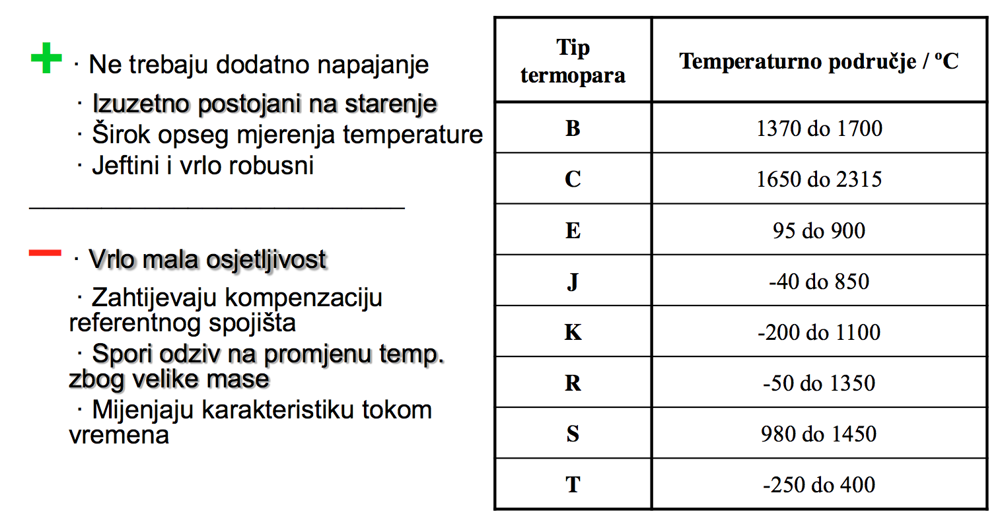 + · Ne trebaju dodatno napajanje
· Izuzetno postojani na starenje
· Širok opseg mjerenja temperature
· Jeftini i vrlo robusni
− · Vrlo mala osjetljivost
· Zahtijevaju kompenzaciju
referentnog spojišta
· Spori odziv na promjenu temp.
zbog velike mase
· Mijenjaju karakteristiku tokom
vremena
Tip
termopara
Temperaturno područje / ºC
B 1370 do 1700
C 1650 do 2315
E 95 do 900
J -40 do 850
K -200 do 1100
R -50 do 1350
S 980 do 1450
T -250 do 400